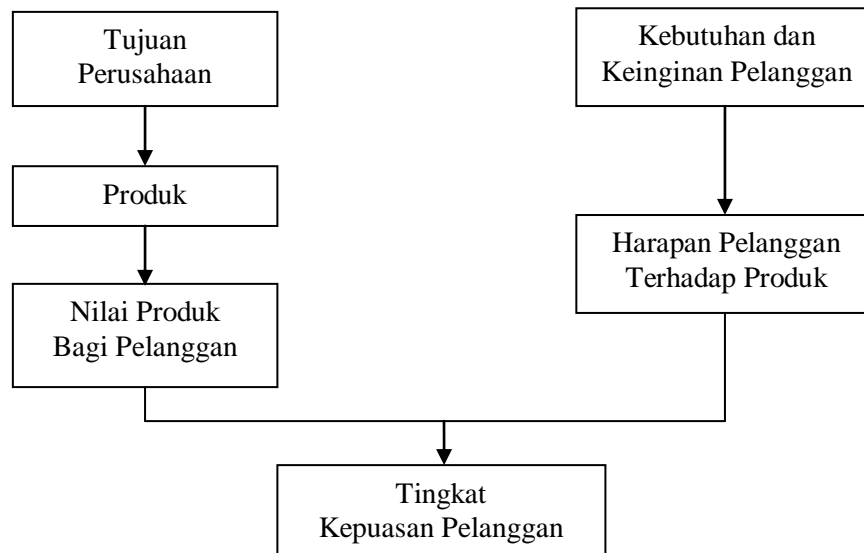 Tujuan
Perusahaan
Kebutuhan dan
Keinginan Pelanggan
Produk
Harapan Pelanggan
Terhadap Produk
Nilai Produk
Bagi Pelanggan
Tingkat
Kepuasan Pelanggan